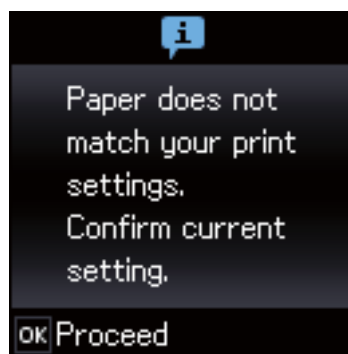 i
Paper does not
match your print
settings.
Confirm current
setting.
OK Proceed